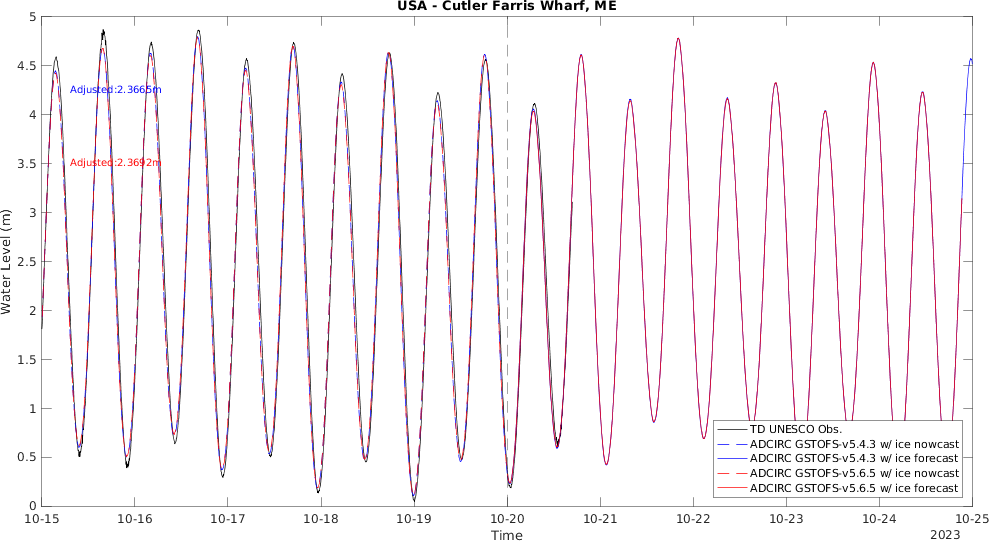 USA - Cutler Farris Wharf, ME
5
4.5
4
3.5
3
2.5
2
1.5
1
0.5
0
Water Level (m)
Adjusted:2.3665m
Adjusted:2.3692m
TD UNESCO Obs.
ADCIRC GSTOFS-v5.4.3 w/ ice nowcast
ADCIRC GSTOFS-v5.4.3 w/ ice forecast
ADCIRC GSTOFS-v5.6.5 w/ ice nowcast
ADCIRC GSTOFS-v5.6.5 w/ ice forecast
10-15 10-16 10-17 10-18 10-19 10-20 10-21 10-22 10-23 10-24 10-25
Time
2023